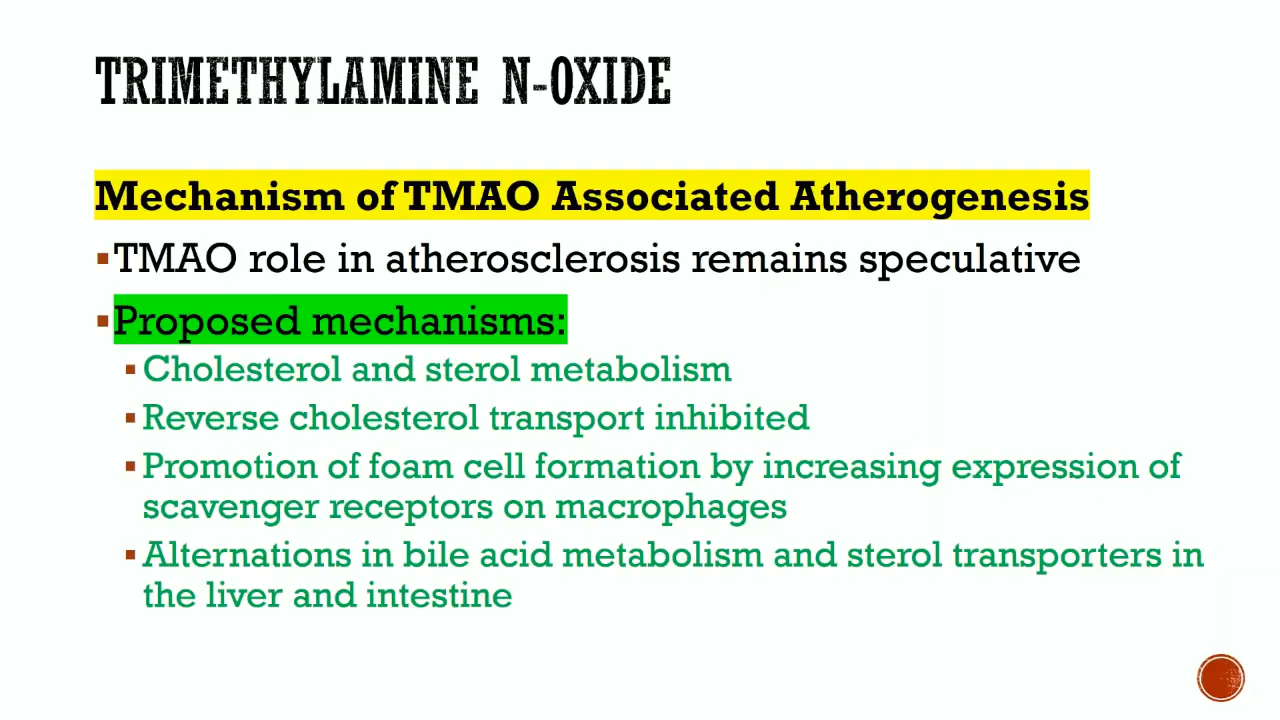 TRIMETHYLAMINE N-OXIDE
Mechanism of TMAO Associated Atherogenesis
▪TMAO role in atherosclerosis remains speculative
▪Proposed mechanisms:
▪Cholesterol and sterol metabolism
▪Reverse cholesterol transport inhibited
▪Promotion of foam cell formation by increasing expression of
scavenger receptors on macrophages
▪Alternations in bile acid metabolism and sterol transporters in
the liver and intestine